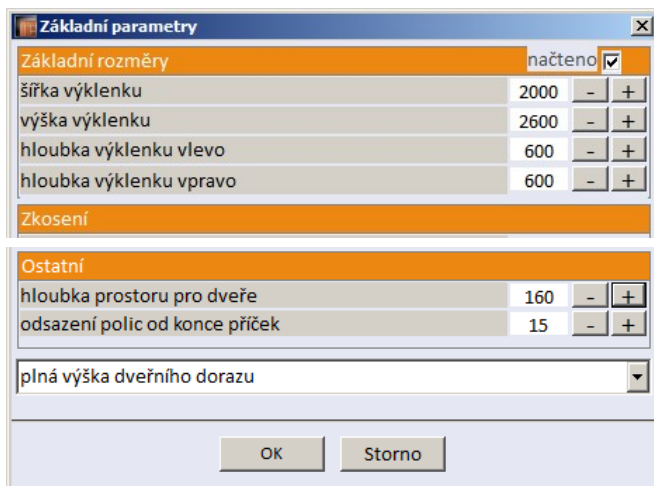 Základní parametry
Základní rozměry načteno
šířka výklenku 2000 - +
výška výklenku 2600 - +
hloubka výklenku vlevo 600 - +
hloubka výklenku vpravo 600 - +
Zkosení
Ostatní
hloubka prostoru pro dveře 160 - +
odsazení polic od konce příček 15 - +
plná výška dveřního dorazu
OK Storno